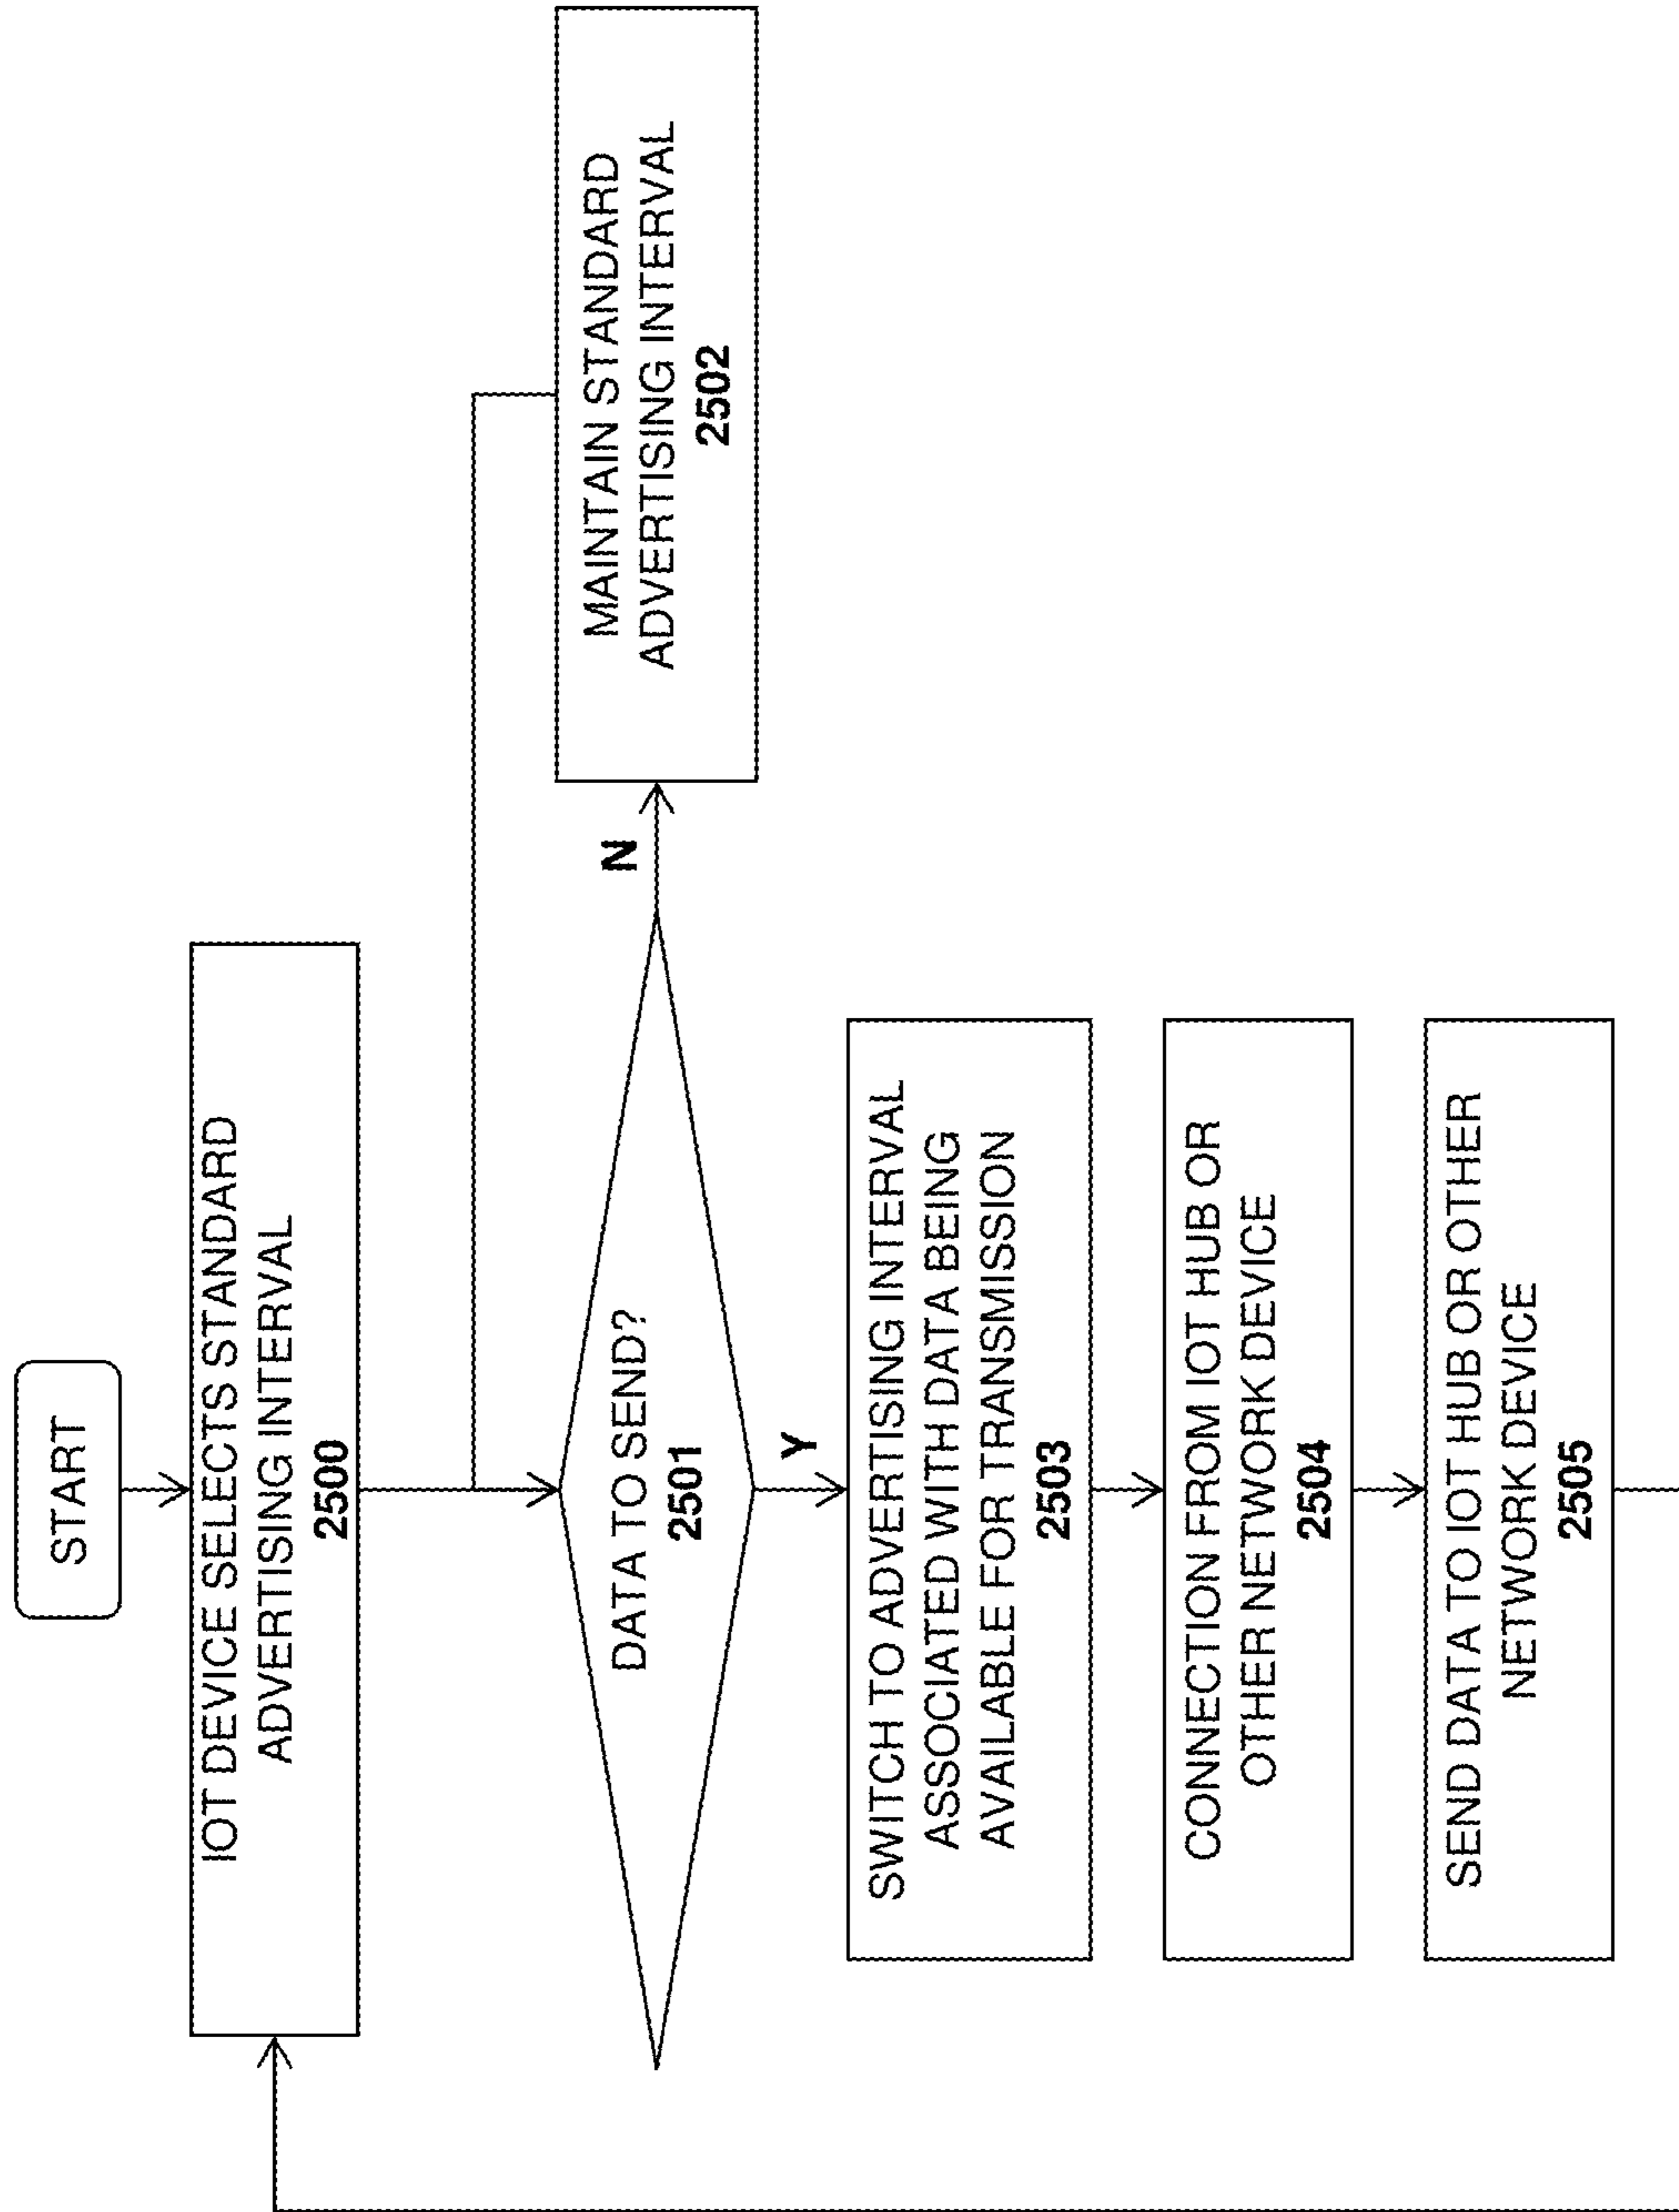 START
IOT DEVICE SELECTS STANDARD
ADVERTISING INTERVAL
2500
DATA TO SEND?
2501
N
MAINTAIN STANDARD
ADVERTISING INTERVAL
2502
Y
SWITCH TO ADVERTISING INTERVAL
ASSOCIATED WITH DATA BEING
AVAILABLE FOR TRANSMISSION
2503
CONNECTION FROM IOT HUB OR
OTHER NETWORK DEVICE
2504
SEND DATA TO IOT HUB OR OTHER
NETWORK DEVICE
2505